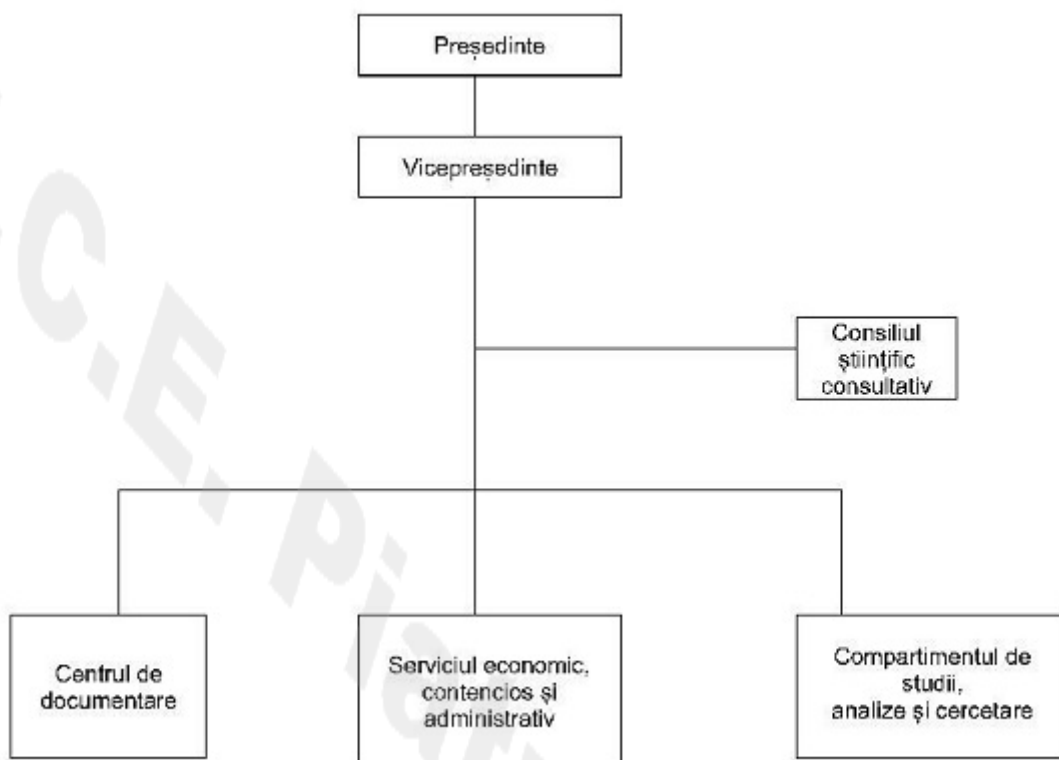 Președinte
Vicepreședinte
Consiliul
științific
consultativ
Centrul de
documentare
Serviciul economic,
contencios și
administrativ
Compartimentul de
studii,
analize și cercetare
C.E. Piat